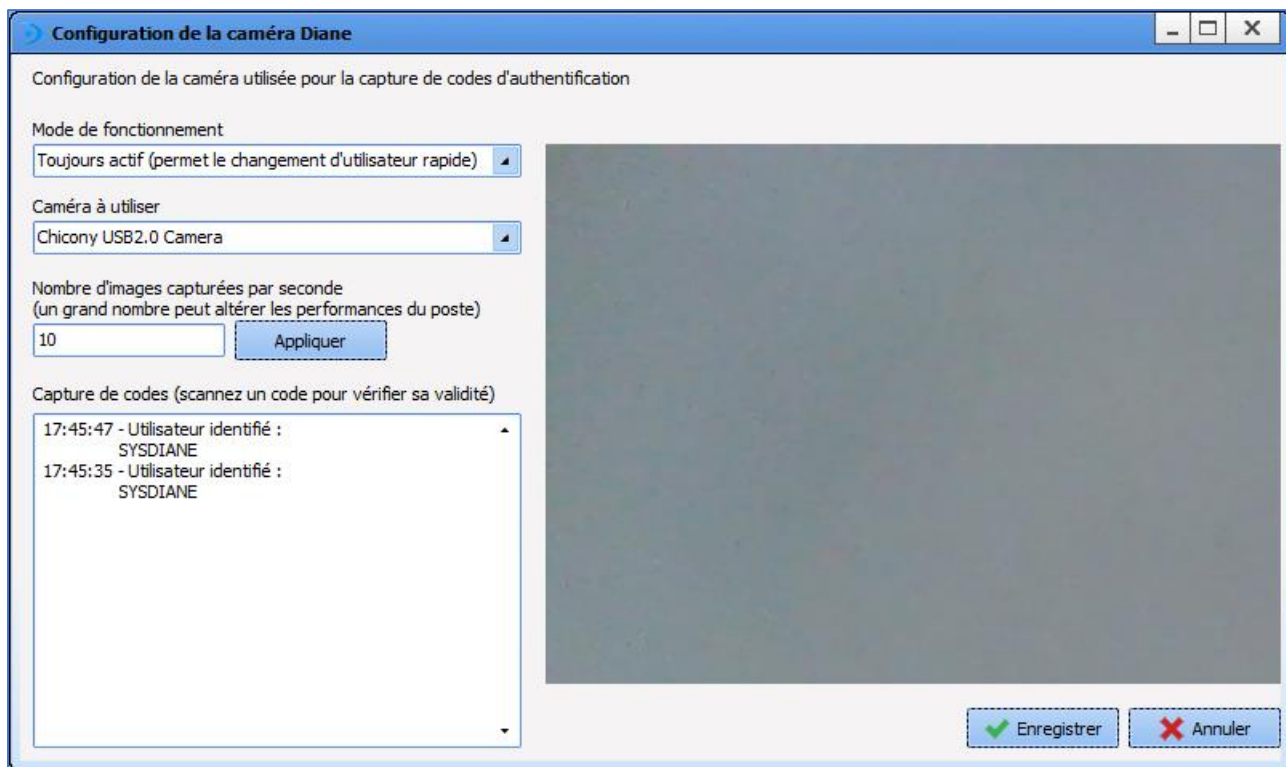 Configuration de la caméra Diane
Configuration de la caméra utilisée pour la capture de codes d'authentification
Mode de fonctionnement
Toujours actif (permet le changement d'utilisateur rapide)
Caméra à utiliser
Chicony USB2.0 Camera
Nombre d'images capturées par seconde
(un grand nombre peut altérer les performances du poste)
10
Appliquer
Capture de codes (scannez un code pour vérifier sa validité)
17:45:47 - Utilisateur identifié :
SYSDIANE
17:45:35 - Utilisateur identifié :
SYSDIANE
Enregistrer
Annuler